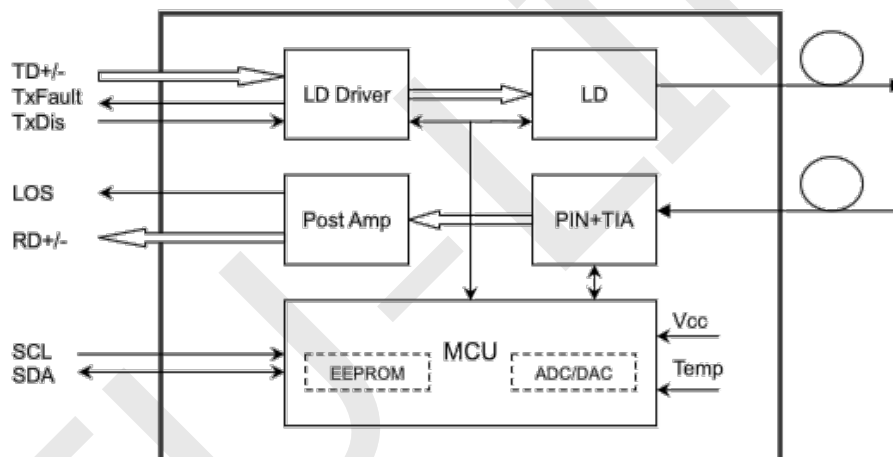 TD+/-
TxFault
TxDis
LD Driver
LD
LOS
RD+/-
Post Amp
PIN+TIA
SCL
SDA
MCU
EEPROM
ADC/DAC
Vcc
Temp